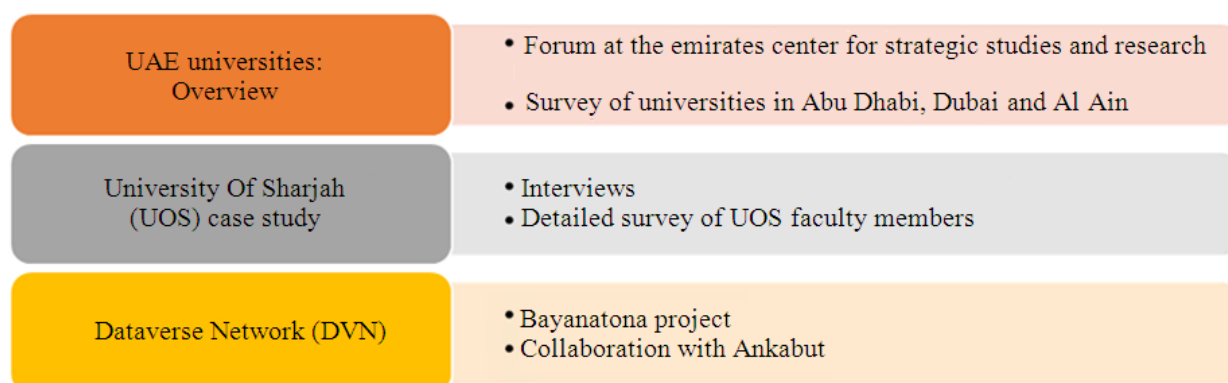 UAE universities:
Overview
• Forum at the emirates center for strategic studies and research
• Survey of universities in Abu Dhabi, Dubai and Al Ain
University Of Sharjah
(UOS) case study
• Interviews
• Detailed survey of UOS faculty members
Dataverse Network (DVN)
• Bayanatona project
• Collaboration with Ankabut